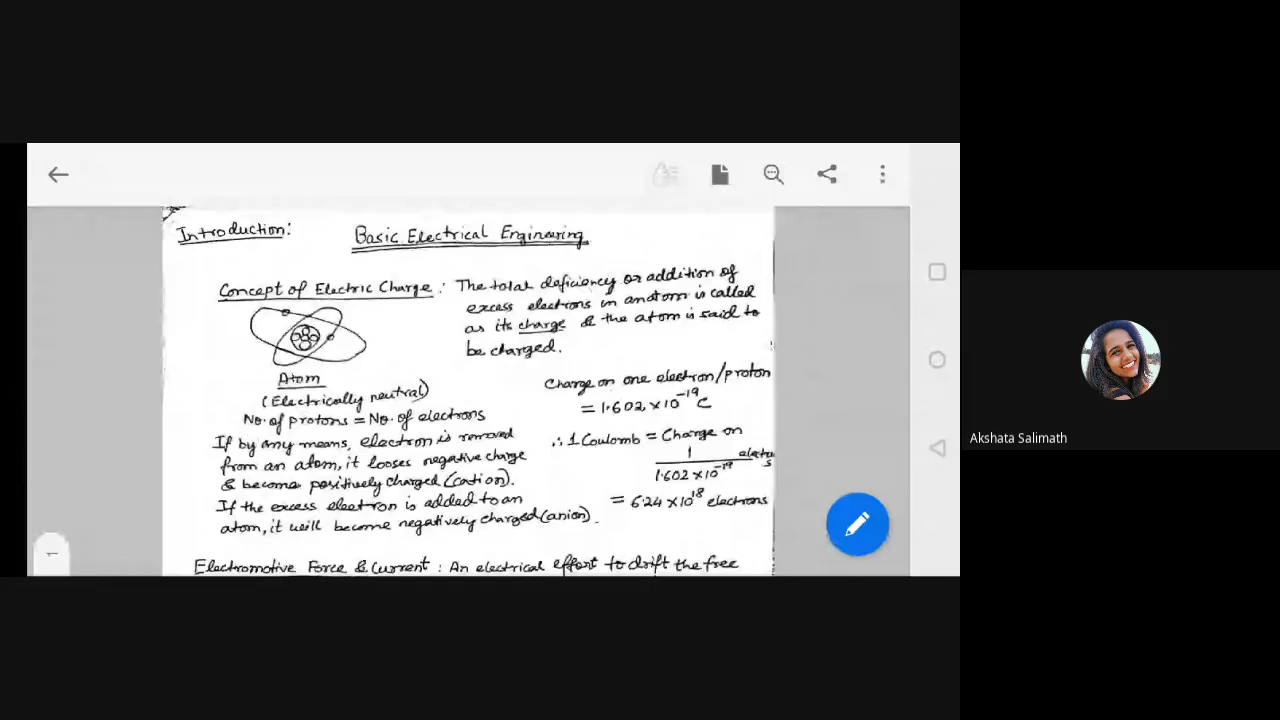 Introduction:
Basic Electrical Engineering
Concept of Electric Charge : The total deficiency or addition of
excess electrons in an atom is called
as its charge & the atom is said to
be charged.
Atom
(Electrically neutral)
No. of protons = No. of electrons
If by any means, electron is removed
from an atom, it looses negative charge
& become positively charged (cation).
If the excess electron is added to an
atom, it will become negatively charged (anion).
Charge on one electron/proton
= 1.602 × 10⁻¹⁹ C
∴ 1 Coulomb = Charge on
1
1.602 × 10⁻¹⁹
= 6.24 × 10¹⁸ electrons
Electromotive Force & Current : An electrical effort to drift the free
1
Akshata Salimath